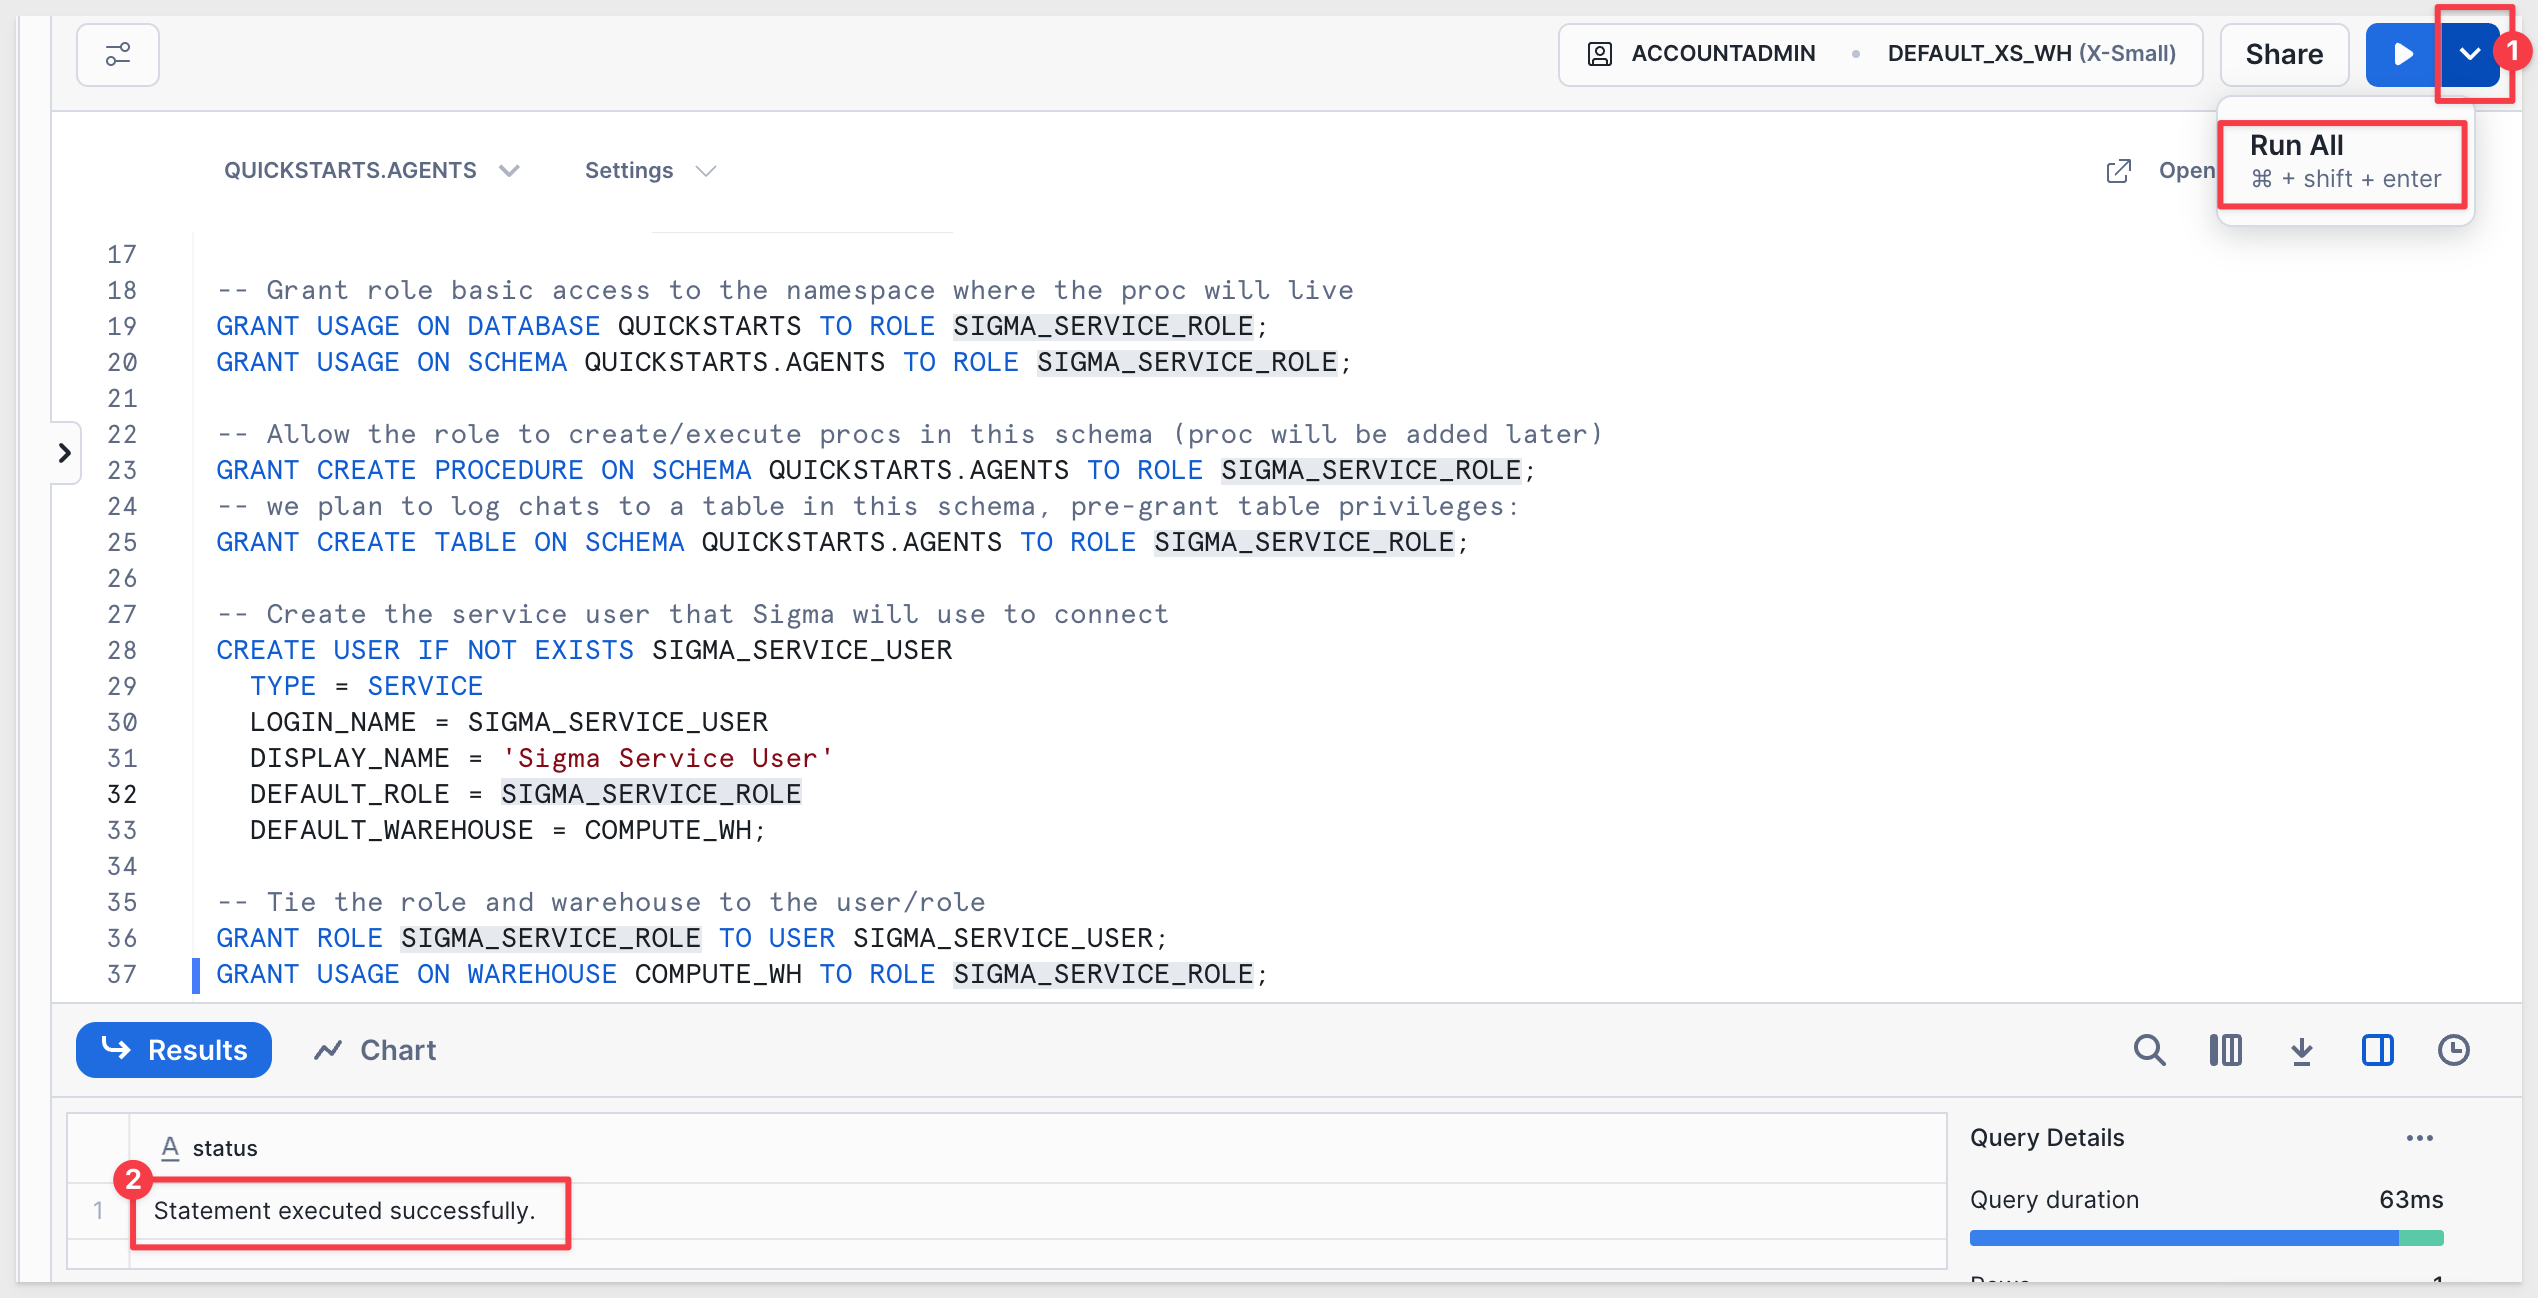 ACCOUNTADMIN • DEFAULT_XS_WH (X-Small)
Share
1
Run All
⌘ + shift + enter
QUICKSTARTS.AGENTS
Settings
Open
17
18 -- Grant role basic access to the namespace where the proc will live
19 GRANT USAGE ON DATABASE QUICKSTARTS TO ROLE SIGMA_SERVICE_ROLE;
20 GRANT USAGE ON SCHEMA QUICKSTARTS.AGENTS TO ROLE SIGMA_SERVICE_ROLE;
21
22 -- Allow the role to create/execute procs in this schema (proc will be added later)
23 GRANT CREATE PROCEDURE ON SCHEMA QUICKSTARTS.AGENTS TO ROLE SIGMA_SERVICE_ROLE;
24 -- we plan to log chats to a table in this schema, pre-grant table privileges:
25 GRANT CREATE TABLE ON SCHEMA QUICKSTARTS.AGENTS TO ROLE SIGMA_SERVICE_ROLE;
26
27 -- Create the service user that Sigma will use to connect
28 CREATE USER IF NOT EXISTS SIGMA_SERVICE_USER
29 TYPE = SERVICE
30 LOGIN_NAME = SIGMA_SERVICE_USER
31 DISPLAY_NAME = 'Sigma Service User'
32 DEFAULT_ROLE = SIGMA_SERVICE_ROLE
33 DEFAULT_WAREHOUSE = COMPUTE_WH;
34
35 -- Tie the role and warehouse to the user/role
36 GRANT ROLE SIGMA_SERVICE_ROLE TO USER SIGMA_SERVICE_USER;
37 GRANT USAGE ON WAREHOUSE COMPUTE_WH TO ROLE SIGMA_SERVICE_ROLE;
Results
Chart
A status
2
1 Statement executed successfully.
Query Details
Query duration 63ms
Rows 1